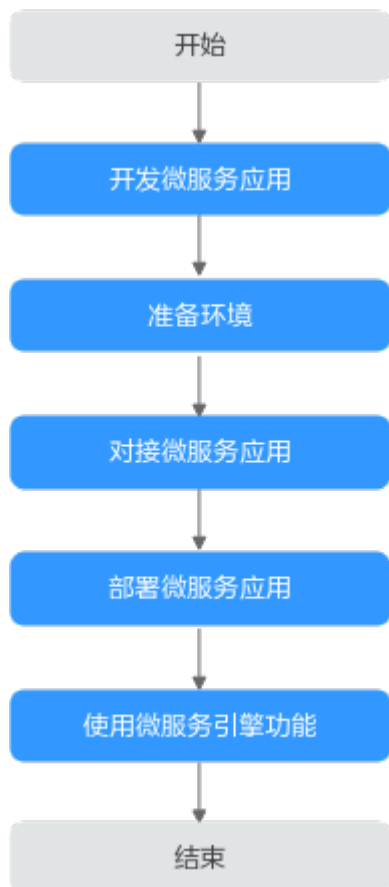 开始
开发微服务应用
准备环境
对接微服务应用
部署微服务应用
使用微服务引擎功能
结束